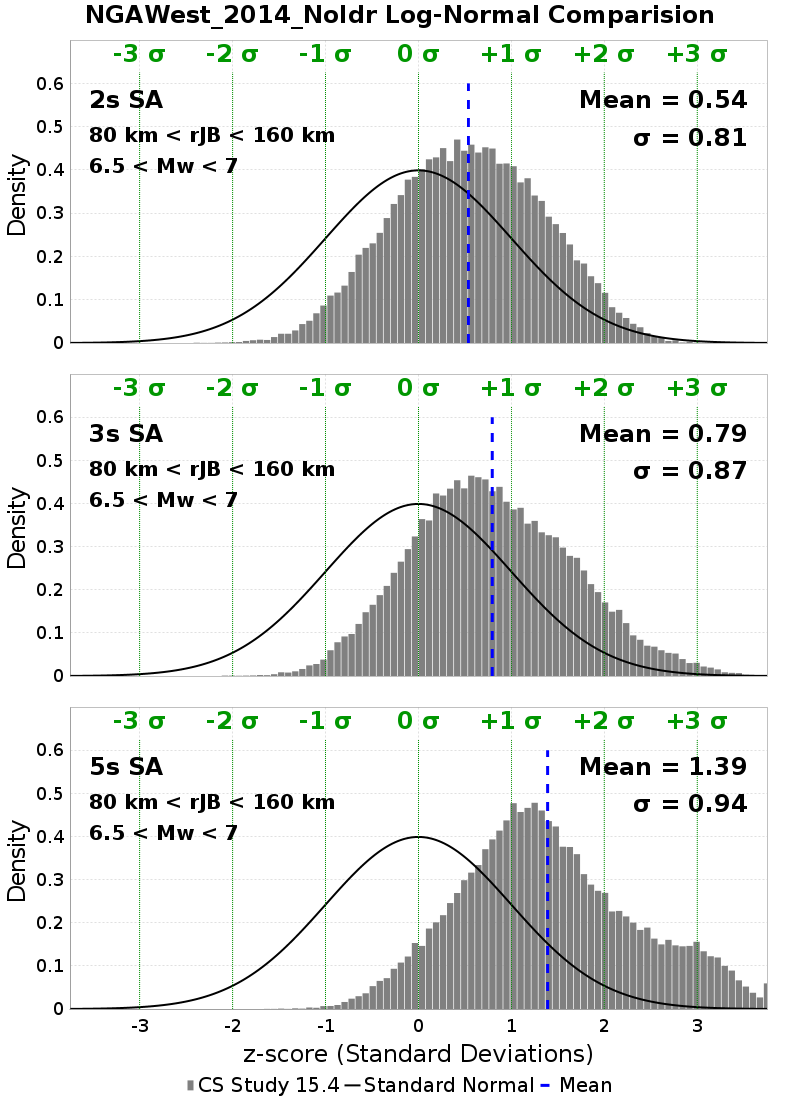 NGAWest_2014_NoIdr Log-Normal Comparision
-3 σ -2 σ -1 σ 0 σ +1 σ +2 σ +3 σ
0.6
2s SA Mean = 0.54
0.5
80 km < rJB < 160 km σ = 0.81
6.5 < Mw < 7
0.4
0.3
0.2
0.1
0
Density
-3 σ -2 σ -1 σ 0 σ +1 σ +2 σ +3 σ
0.6
3s SA Mean = 0.79
0.5
80 km < rJB < 160 km σ = 0.87
6.5 < Mw < 7
0.4
0.3
0.2
0.1
0
Density
-3 σ -2 σ -1 σ 0 σ +1 σ +2 σ +3 σ
0.6
5s SA Mean = 1.39
0.5
80 km < rJB < 160 km σ = 0.94
6.5 < Mw < 7
0.4
0.3
0.2
0.1
0
Density
-3 -2 -1 0 1 2 3
z-score (Standard Deviations)
CS Study 15.4 Standard Normal Mean